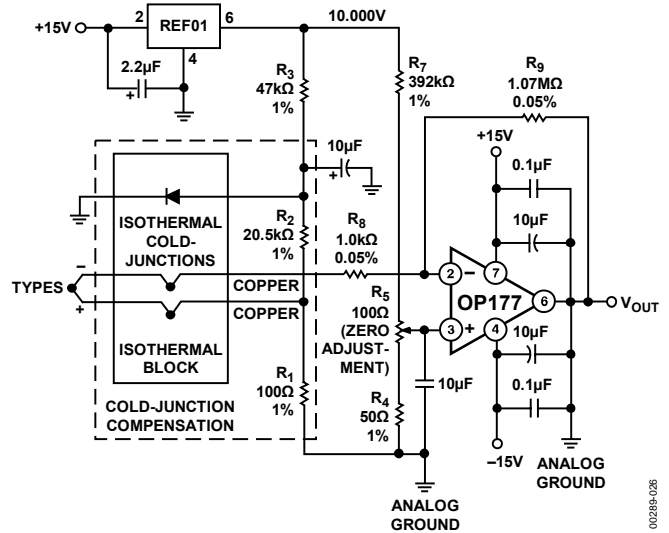 +15V
2
REF01
6
10.000V
4
2.2µF
+
R3
47kΩ
1%
R7
392kΩ
1%
R9
1.07MΩ
0.05%
+15V
10µF
+
0.1µF
ISOTHERMAL
COLD-
JUNCTIONS
R2
20.5kΩ
1%
R8
1.0kΩ
0.05%
10µF
+
–
TYPES
+
COPPER
COPPER
R5
100Ω
(ZERO
ADJUST-
MENT)
2
–
7
OP177
6
VOUT
3
+
4
ISOTHERMAL
BLOCK
R1
100Ω
1%
10µF
10µF
+
0.1µF
R4
50Ω
1%
COLD-JUNCTION
COMPENSATION
–15V
ANALOG
GROUND
ANALOG
GROUND
00289-026